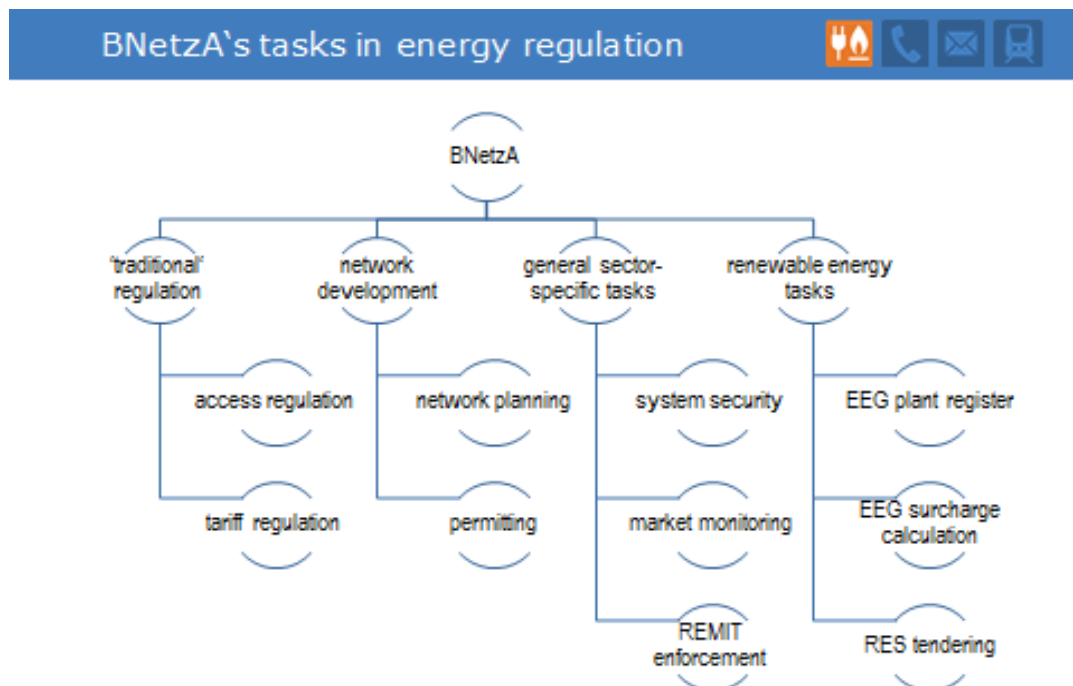 BNetzA‘s tasks in energy regulation
BNetzA
‘traditional‘
regulation
network
development
general sector-
specific tasks
renewable energy
tasks
access regulation
network planning
system security
EEG plant register
tariff regulation
permitting
market monitoring
EEG surcharge
calculation
REMIT
enforcement
RES tendering